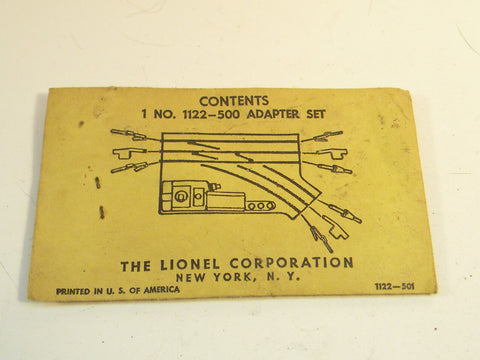 CONTENTS
1 NO. 1122-500 ADAPTER SET
THE LIONEL CORPORATION
NEW YORK, N. Y.
PRINTED IN U. S. OF AMERICA
1122-501